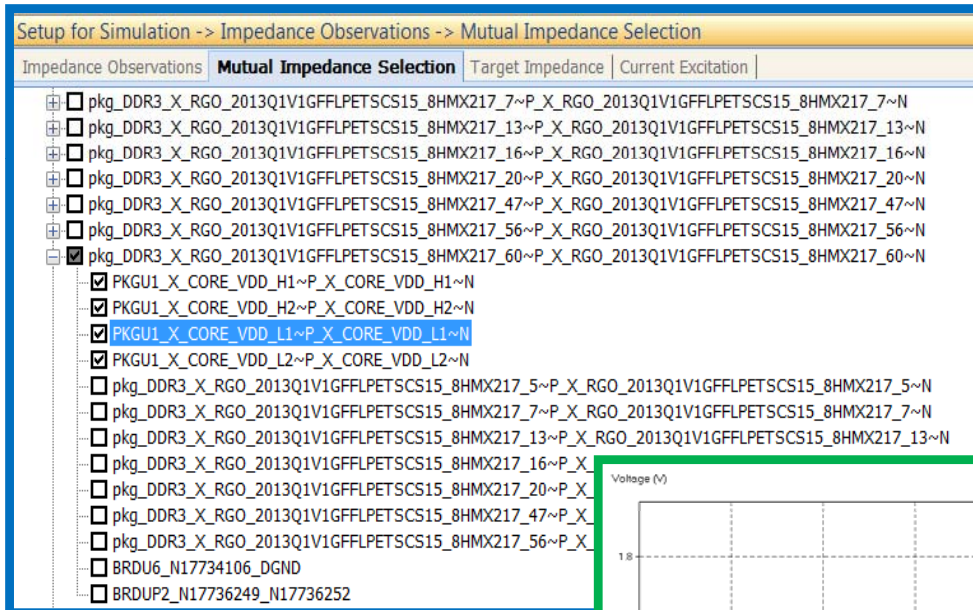 Setup for Simulation -> Impedance Observations -> Mutual Impedance Selection
Impedance Observations Mutual Impedance Selection Target Impedance Current Excitation
pkg_DDR3_X_RGO_2013Q1V1GFFLPETSCS15_8HMX217_7~P_X_RGO_2013Q1V1GFFLPETSCS15_8HMX217_7~N
pkg_DDR3_X_RGO_2013Q1V1GFFLPETSCS15_8HMX217_13~P_X_RGO_2013Q1V1GFFLPETSCS15_8HMX217_13~N
pkg_DDR3_X_RGO_2013Q1V1GFFLPETSCS15_8HMX217_16~P_X_RGO_2013Q1V1GFFLPETSCS15_8HMX217_16~N
pkg_DDR3_X_RGO_2013Q1V1GFFLPETSCS15_8HMX217_20~P_X_RGO_2013Q1V1GFFLPETSCS15_8HMX217_20~N
pkg_DDR3_X_RGO_2013Q1V1GFFLPETSCS15_8HMX217_47~P_X_RGO_2013Q1V1GFFLPETSCS15_8HMX217_47~N
pkg_DDR3_X_RGO_2013Q1V1GFFLPETSCS15_8HMX217_56~P_X_RGO_2013Q1V1GFFLPETSCS15_8HMX217_56~N
pkg_DDR3_X_RGO_2013Q1V1GFFLPETSCS15_8HMX217_60~P_X_RGO_2013Q1V1GFFLPETSCS15_8HMX217_60~N
PKGU1_X_CORE_VDD_H1~P_X_CORE_VDD_H1~N
PKGU1_X_CORE_VDD_H2~P_X_CORE_VDD_H2~N
PKGU1_X_CORE_VDD_L1~P_X_CORE_VDD_L1~N
PKGU1_X_CORE_VDD_L2~P_X_CORE_VDD_L2~N
pkg_DDR3_X_RGO_2013Q1V1GFFLPETSCS15_8HMX217_5~P_X_RGO_2013Q1V1GFFLPETSCS15_8HMX217_5~N
pkg_DDR3_X_RGO_2013Q1V1GFFLPETSCS15_8HMX217_7~P_X_RGO_2013Q1V1GFFLPETSCS15_8HMX217_7~N
pkg_DDR3_X_RGO_2013Q1V1GFFLPETSCS15_8HMX217_13~P_X_RGO_2013Q1V1GFFLPETSCS15_8HMX217_13~N
pkg_DDR3_X_RGO_2013Q1V1GFFLPETSCS15_8HMX217_16~P_X_
pkg_DDR3_X_RGO_2013Q1V1GFFLPETSCS15_8HMX217_20~P_X_
pkg_DDR3_X_RGO_2013Q1V1GFFLPETSCS15_8HMX217_47~P_X_
pkg_DDR3_X_RGO_2013Q1V1GFFLPETSCS15_8HMX217_56~P_X_
BRDU6_N17734106_DGND
BRDUP2_N17736249_N17736252
Voltage (V)
1.8